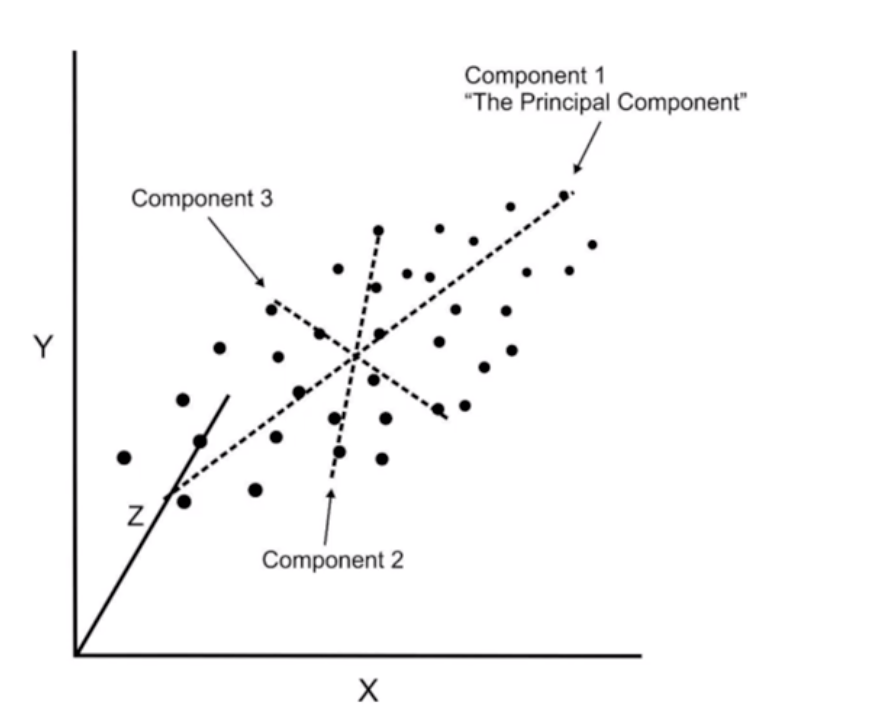 Component 1
“The Principal Component”
Component 3
Y
Z
Component 2
X